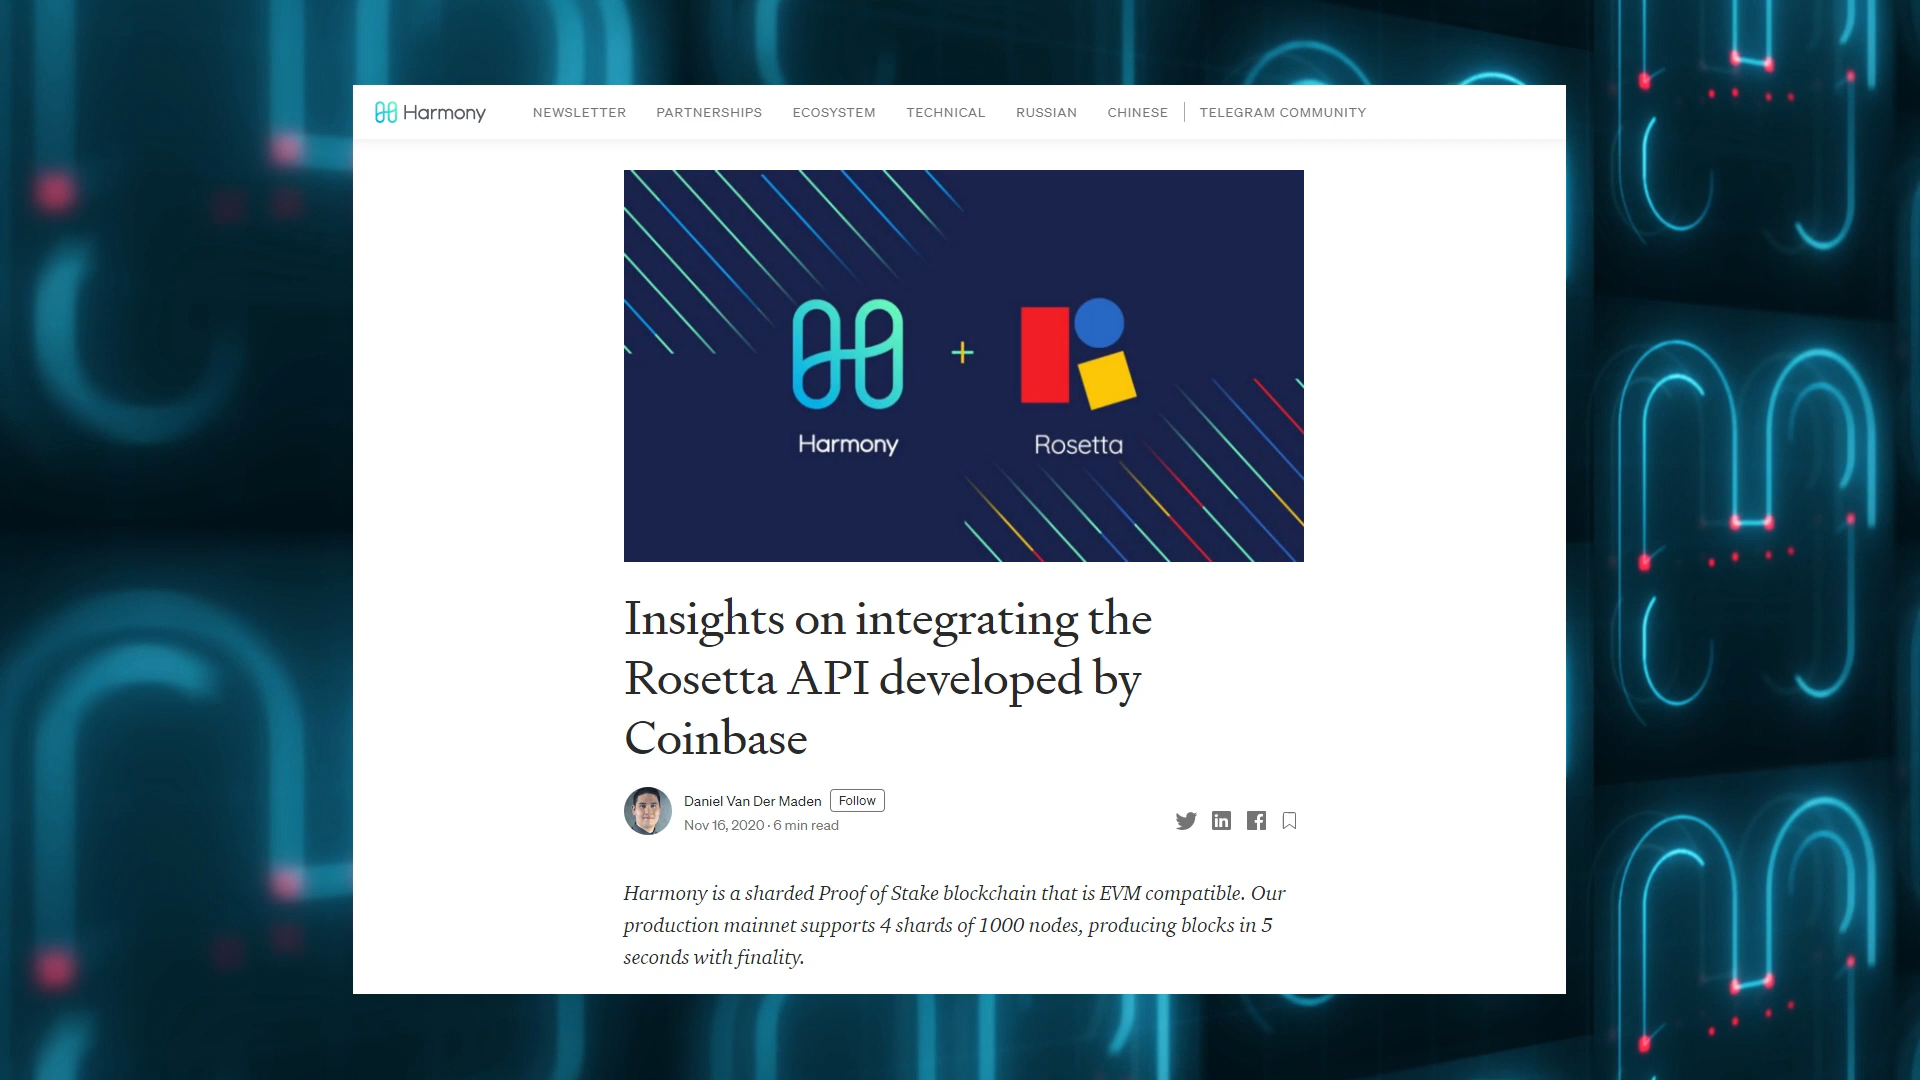 Harmony
NEWSLETTER PARTNERSHIPS ECOSYSTEM TECHNICAL RUSSIAN CHINESE TELEGRAM COMMUNITY
Harmony + Rosetta
Insights on integrating the
Rosetta API developed by
Coinbase
Daniel Van Der Maden Follow
Nov 16, 2020 · 6 min read
Harmony is a sharded Proof of Stake blockchain that is EVM compatible. Our
production mainnet supports 4 shards of 1000 nodes, producing blocks in 5
seconds with finality.